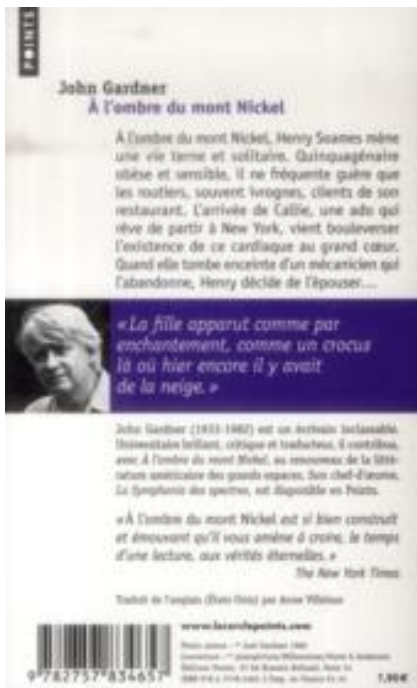 POINTS
John Gardner
À l'ombre du mont Nickel
À l'ombre du mont Nickel, Henry Soames mène
une vie terne et solitaire. Quinquagénaire
obèse et sensible, il ne fréquente guère que
les routiers, souvent ivrognes, clients de son
restaurant. L'arrivée de Callie, une ado qui
rêve de partir à New York, vient bouleverser
l'existence de ce cardiaque au grand cœur.
Quand elle tombe enceinte d'un mécanicien qui
l'abandonne, Henry décide de l'épouser...
« La fille apparut comme par
enchantement, comme un crocus
là où hier encore il y avait
de la neige. »
John Gardner (1933-1982) est un écrivain inclassable.
Universitaire brillant, critique et traducteur, il contribua,
avec À l'ombre du mont Nickel, au renouveau de la litté-
rature américaine des grands espaces. Son chef-d'œuvre,
La Symphonie des spectres, est disponible en Points.
« À l'ombre du mont Nickel est si bien construit
et émouvant qu'il vous amène à croire, le temps
d'une lecture, aux vérités éternelles. »
The New York Times
Traduit de l'anglais (États-Unis) par Anne Villelaur
www.lecerclepoints.com
9 782757 834657
7,90€